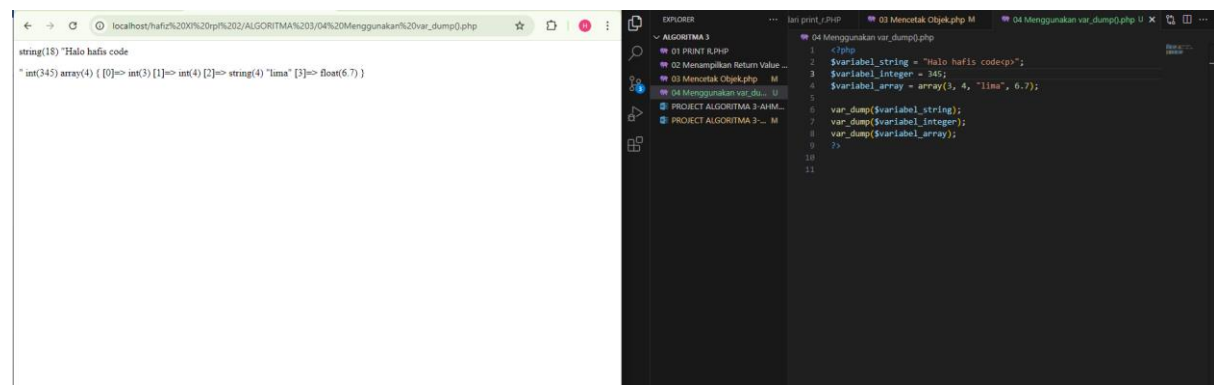 localhost/hafiz%20XI%20rpl%202/ALGORITMA%203/04%20Menggunakan%20var_dump().php
H
string(18) "Halo hafis code
" int(345) array(4) { [0]=> int(3) [1]=> int(4) [2]=> string(4) "lima" [3]=> float(6.7) }
EXPLORER
ALGORITMA 3
01 PRINT R.PHP
02 Menampilkan Return Value ...
03 Mencetak Objek.php M
04 Menggunakan var_du... U
PROJECT ALGORITMA 3-AHM...
PROJECT ALGORITMA 3-... M
3
lari print_r.PHP
03 Mencetak Objek.php M
04 Menggunakan var_dump().php U
04 Menggunakan var_dump().php
1 <?php
2 $variabel_string = "Halo hafis code<p>";
3 $variabel_integer = 345;
4 $variabel_array = array(3, 4, "lima", 6.7);
5
6 var_dump($variabel_string);
7 var_dump($variabel_integer);
8 var_dump($variabel_array);
9 ?>
10
11